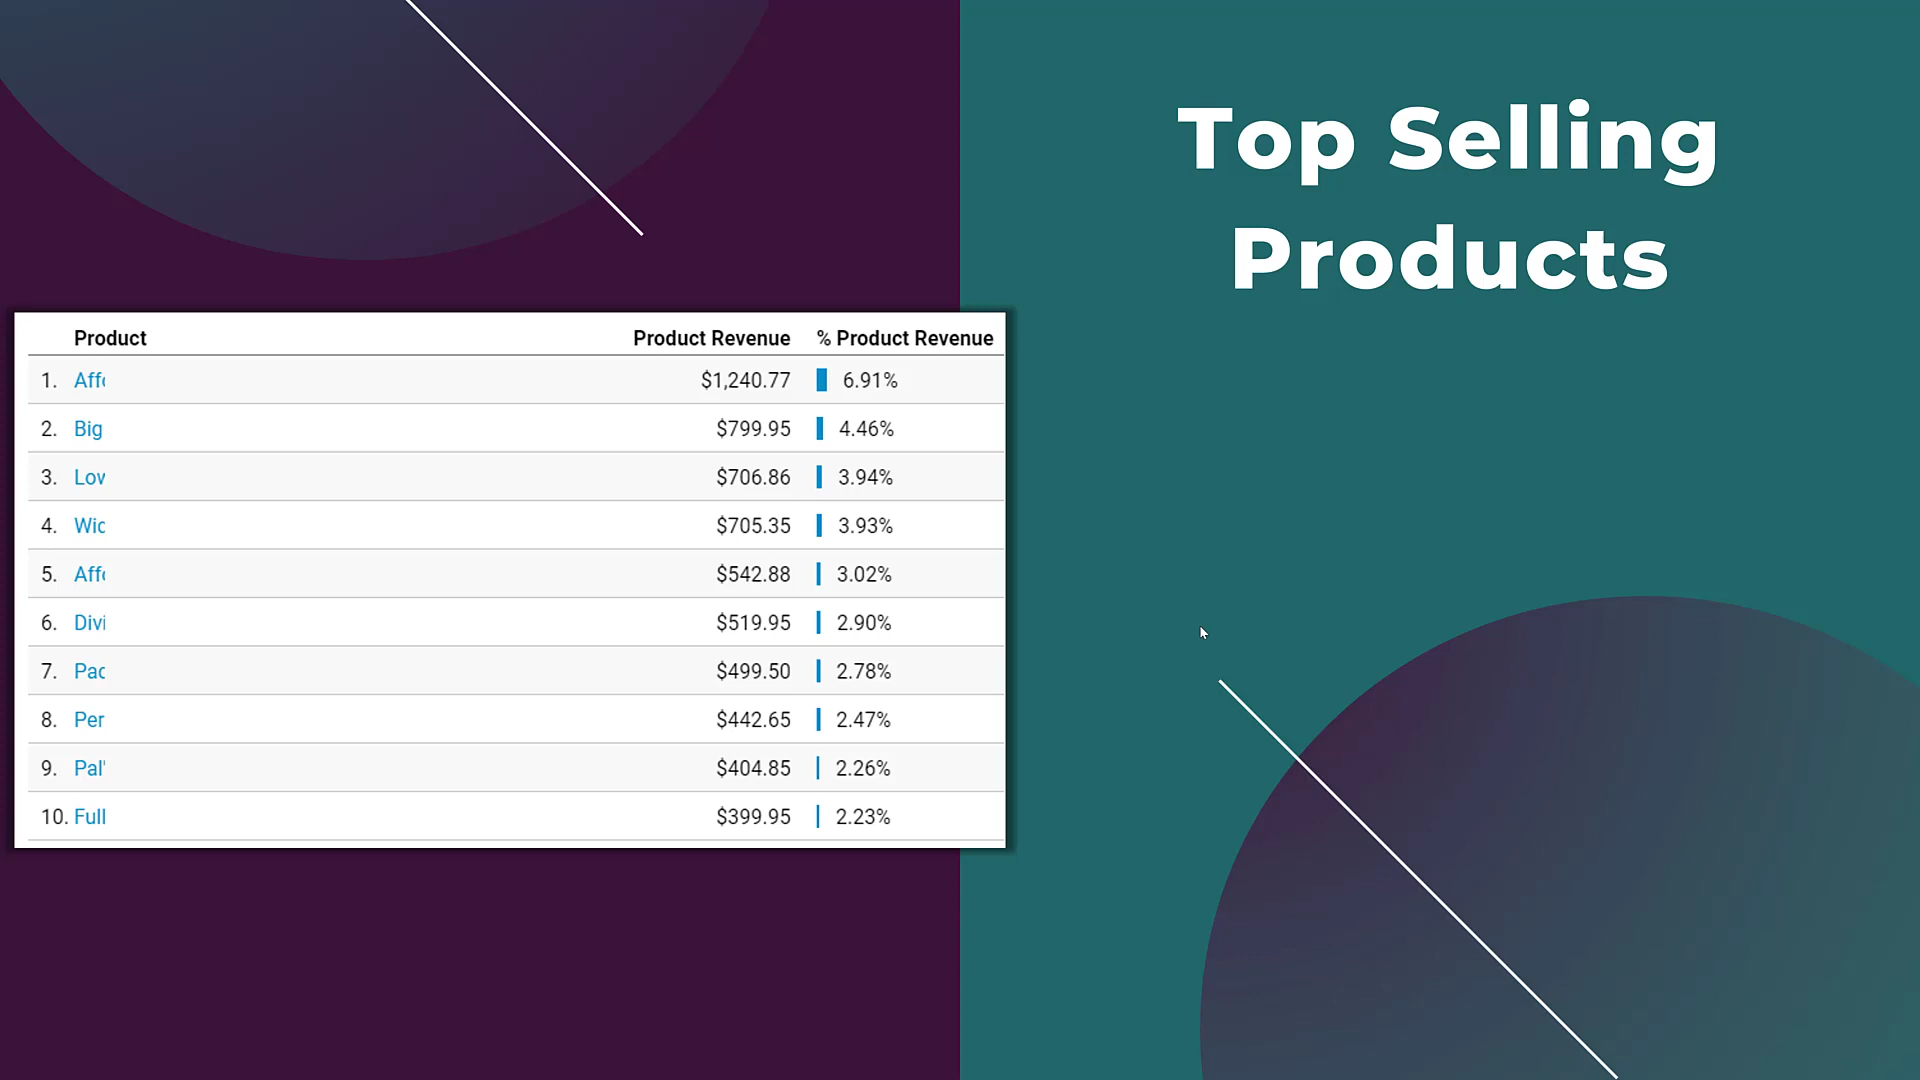 Top Selling
Products
Product Product Revenue % Product Revenue
1. $1,240.77 6.91%
2. Big $799.95 4.46%
3. $706.86 3.94%
4. $705.35 3.93%
5. $542.88 3.02%
6. Divi $519.95 2.90%
7. $499.50 2.78%
8. Per $442.65 2.47%
9. Pal' $404.85 2.26%
10. Full $399.95 2.23%